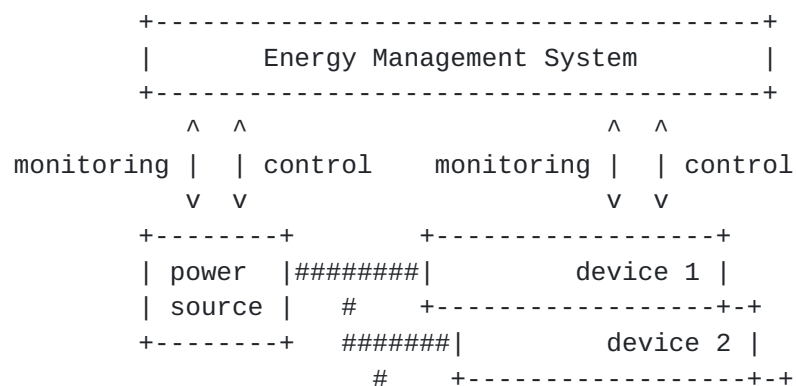 +---------------------------------------+
|       Energy Management System        |
+---------------------------------------+
^  ^                       ^  ^
monitoring |  | control    monitoring |  | control
v  v                       v  v
+--------+        +------------------+
| power  |########|         device 1 |
| source |   #    +------------------+-+
+--------+   #######|         device 2 |
#    +------------------+-+